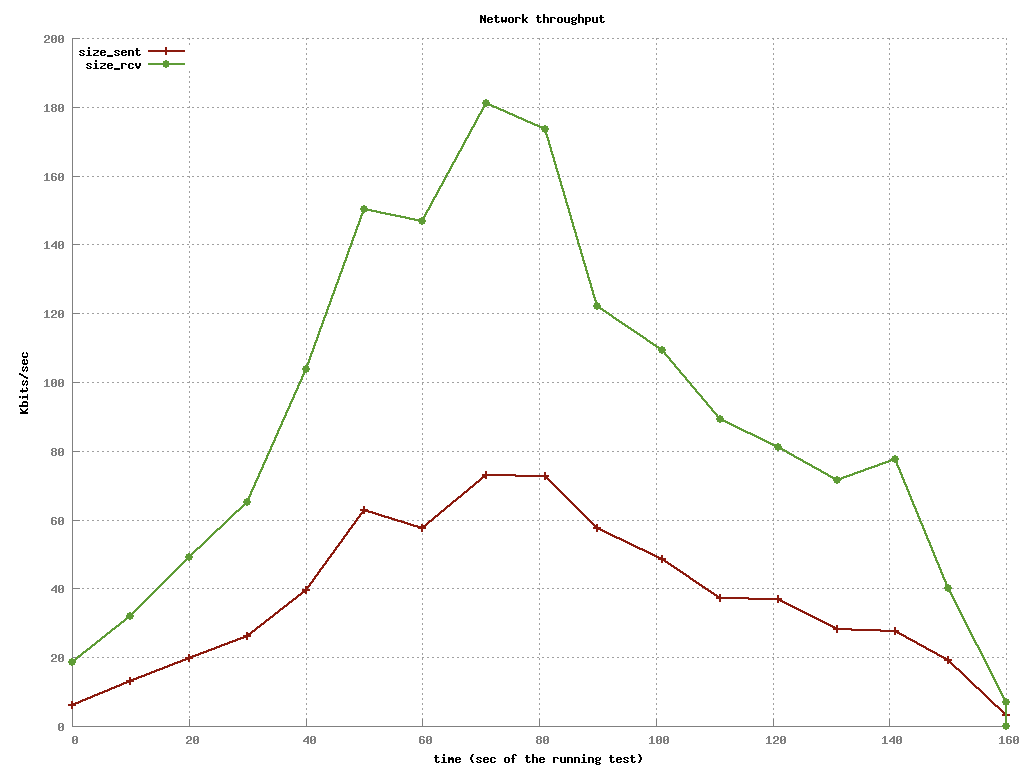 Network throughput
size_sent
size_rcv
200
180
160
140
120
100
80
60
40
20
0
Kbits/sec
0 20 40 60 80 100 120 140 160
time (sec of the running test)